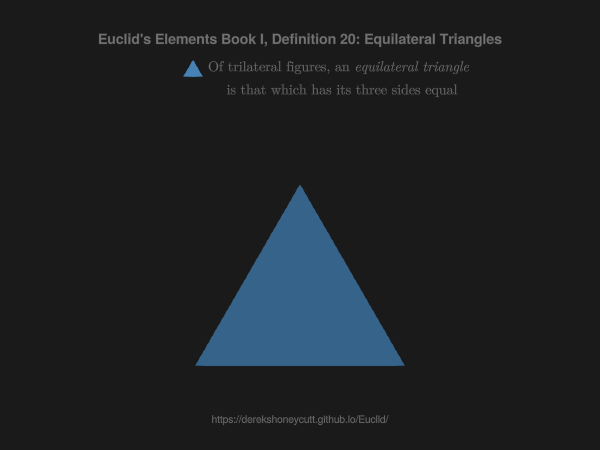 Euclid's Elements Book I, Definition 20: Equilateral Triangles
Of trilateral figures, an equilateral triangle
is that which has its three sides equal
https://derekshoneycutt.github.io/Euclid/